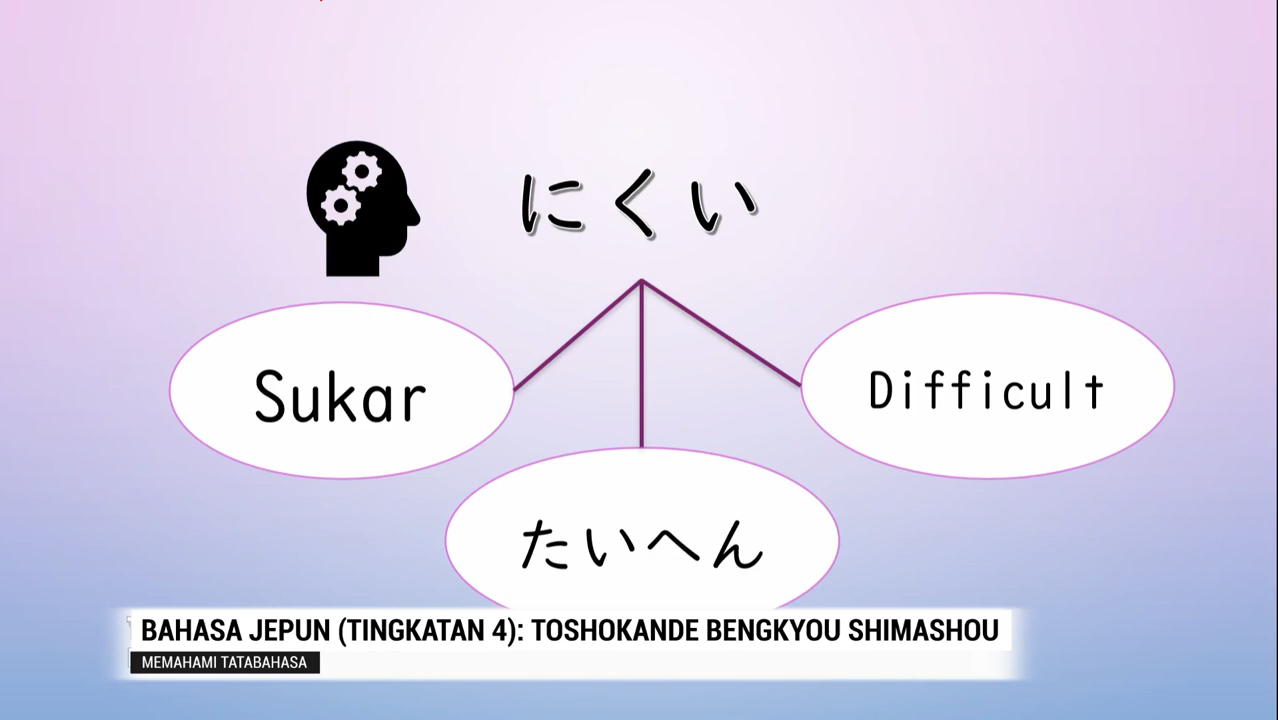 にくい
Sukar
Difficult
たいへん
BAHASA JEPUN (TINGKATAN 4): TOSHOKANDE BENGKYOU SHIMASHOU
MEMAHAMI TATABAHASA